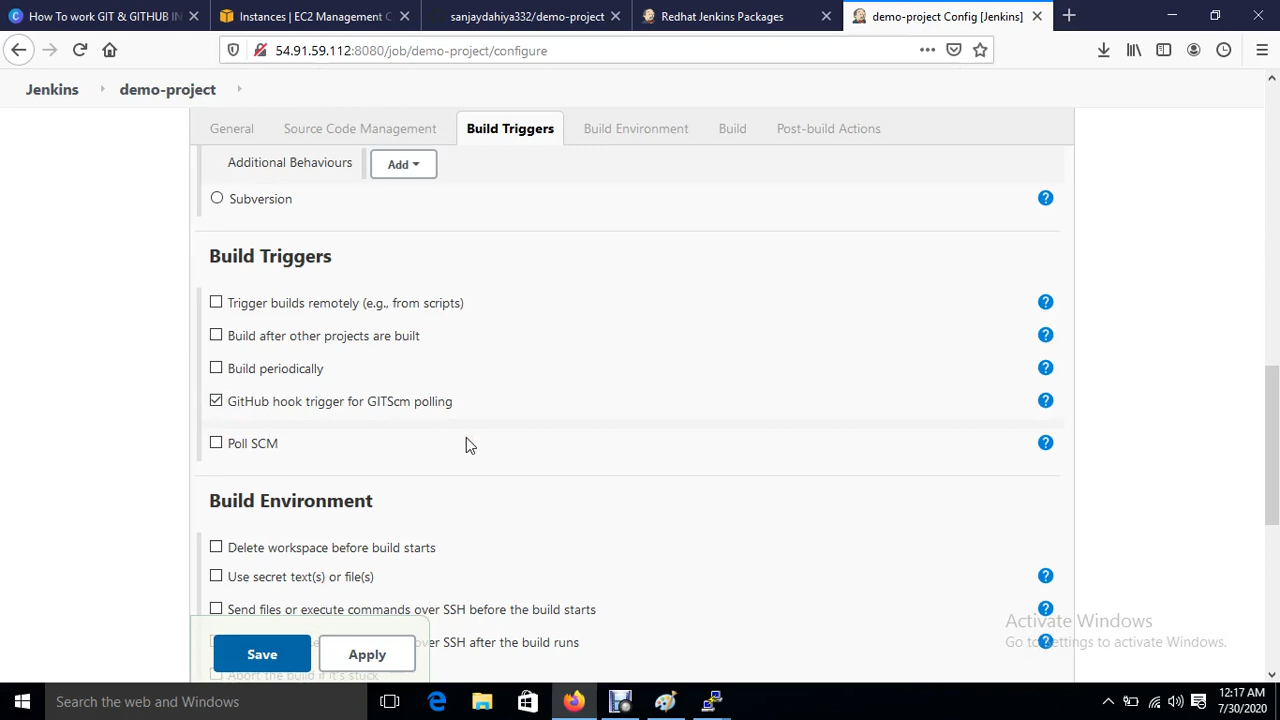 How To work GIT & GITHUB IN
Instances | EC2 Management C
sanjaydahiya332/demo-project
Redhat Jenkins Packages
demo-project Config [Jenkins]
54.91.59.112:8080/job/demo-project/configure
Jenkins
demo-project
General
Source Code Management
Build Triggers
Build Environment
Build
Post-build Actions
Additional Behaviours
Add
Subversion
Build Triggers
Trigger builds remotely (e.g., from scripts)
Build after other projects are built
Build periodically
GitHub hook trigger for GITScm polling
Poll SCM
Build Environment
Delete workspace before build starts
Use secret text(s) or file(s)
Send files or execute commands over SSH before the build starts
over SSH after the build runs
Abort the build if it's stuck
Save
Apply
Activate Windows
Go to Settings to activate Windows.
Search the web and Windows
12:17 AM
7/30/2020